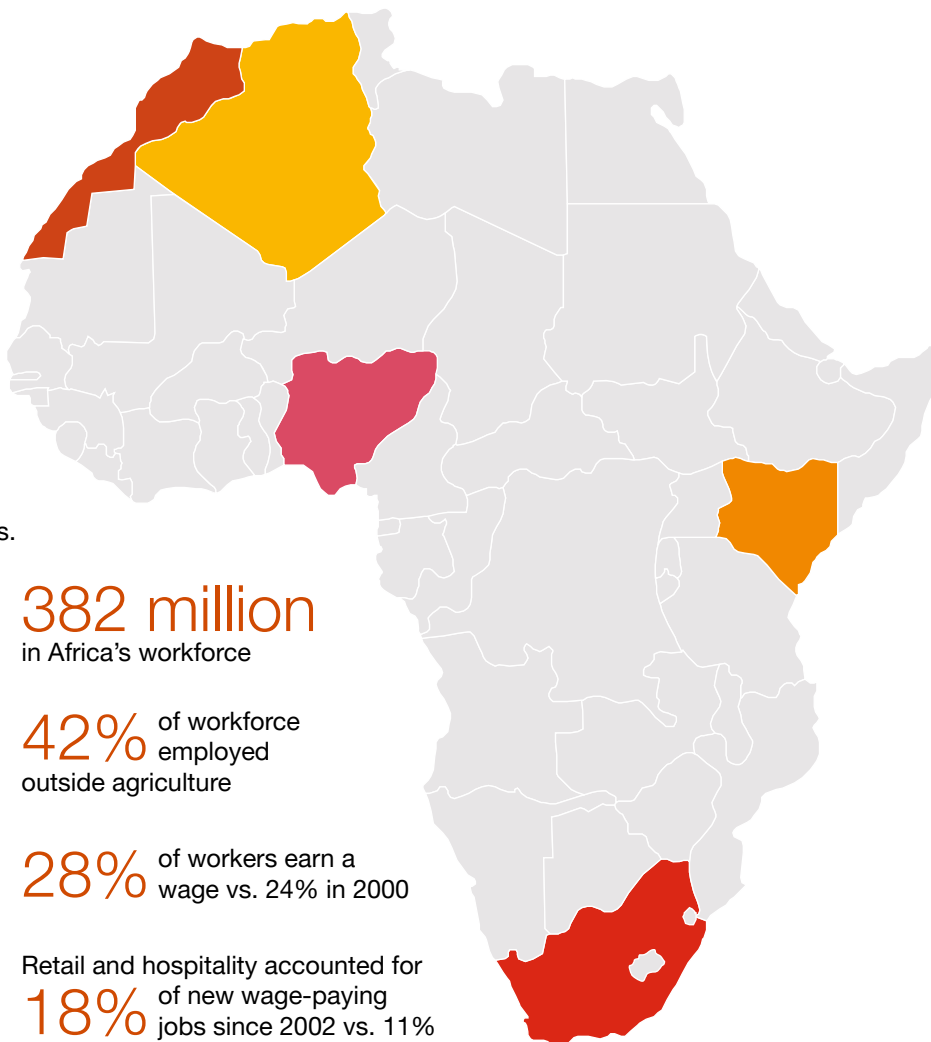 s.
382 million
in Africa’s workforce
42% of workforce
employed
outside agriculture
28% of workers earn a
wage vs. 24% in 2000
Retail and hospitality accounted for
18% of new wage-paying
jobs since 2002 vs. 11%